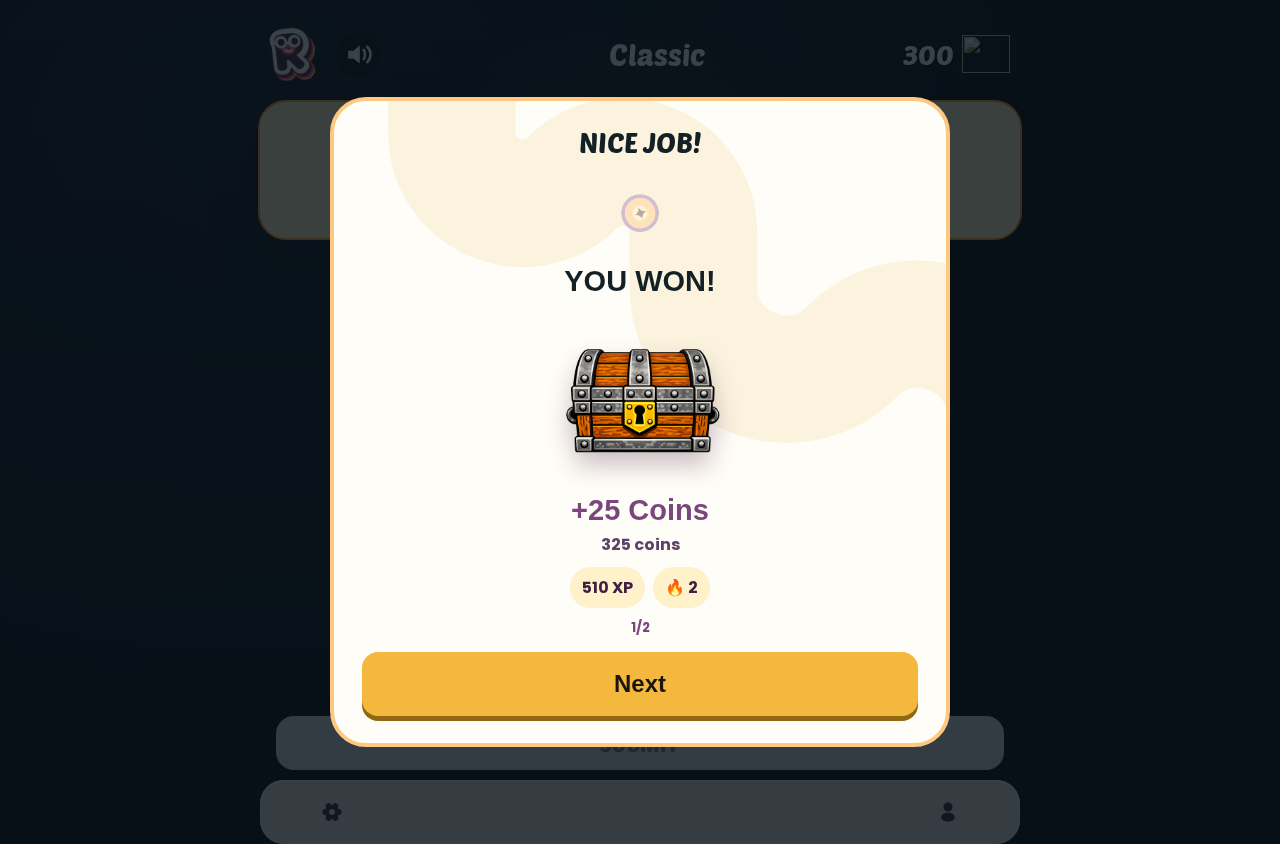 Classic
300
NICE JOB!
YOU WON!
+25 Coins
325 coins
510 XP
🔥 2
1/2
Next